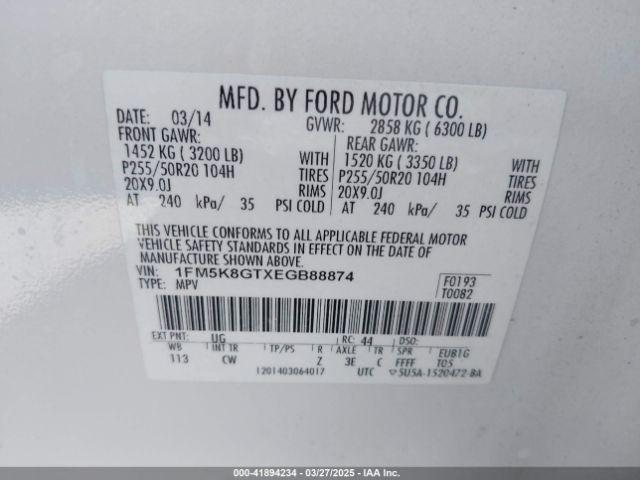 MFD. BY FORD MOTOR CO.
DATE: 03/14 GVWR: 2858 KG ( 6300 LB)
FRONT GAWR: REAR GAWR:
1452 KG ( 3200 LB) WITH 1520 KG ( 3350 LB) WITH
P255/50R20 104H TIRES P255/50R20 104H TIRES
20X9.0J RIMS 20X9.0J RIMS
AT 240 kPa/ 35 PSI COLD AT 240 kPa/ 35 PSI COLD
THIS VEHICLE CONFORMS TO ALL APPLICABLE FEDERAL MOTOR
VEHICLE SAFETY STANDARDS IN EFFECT ON THE DATE OF
MANUFACTURE SHOWN ABOVE.
VIN: 1FM5K8GTXEGB88874
TYPE: MPV
F0193
T0082
EXT PNT: UG RC: 44 DSO:
WB INT TR TP/PS R AXLE TR SPR EUB1G
113 CW Z 3E C FFFF T05
1201403064017 UTC 5U5A-1520472-BA
000-41894234 | 03/27/2025 | IAAI.COM